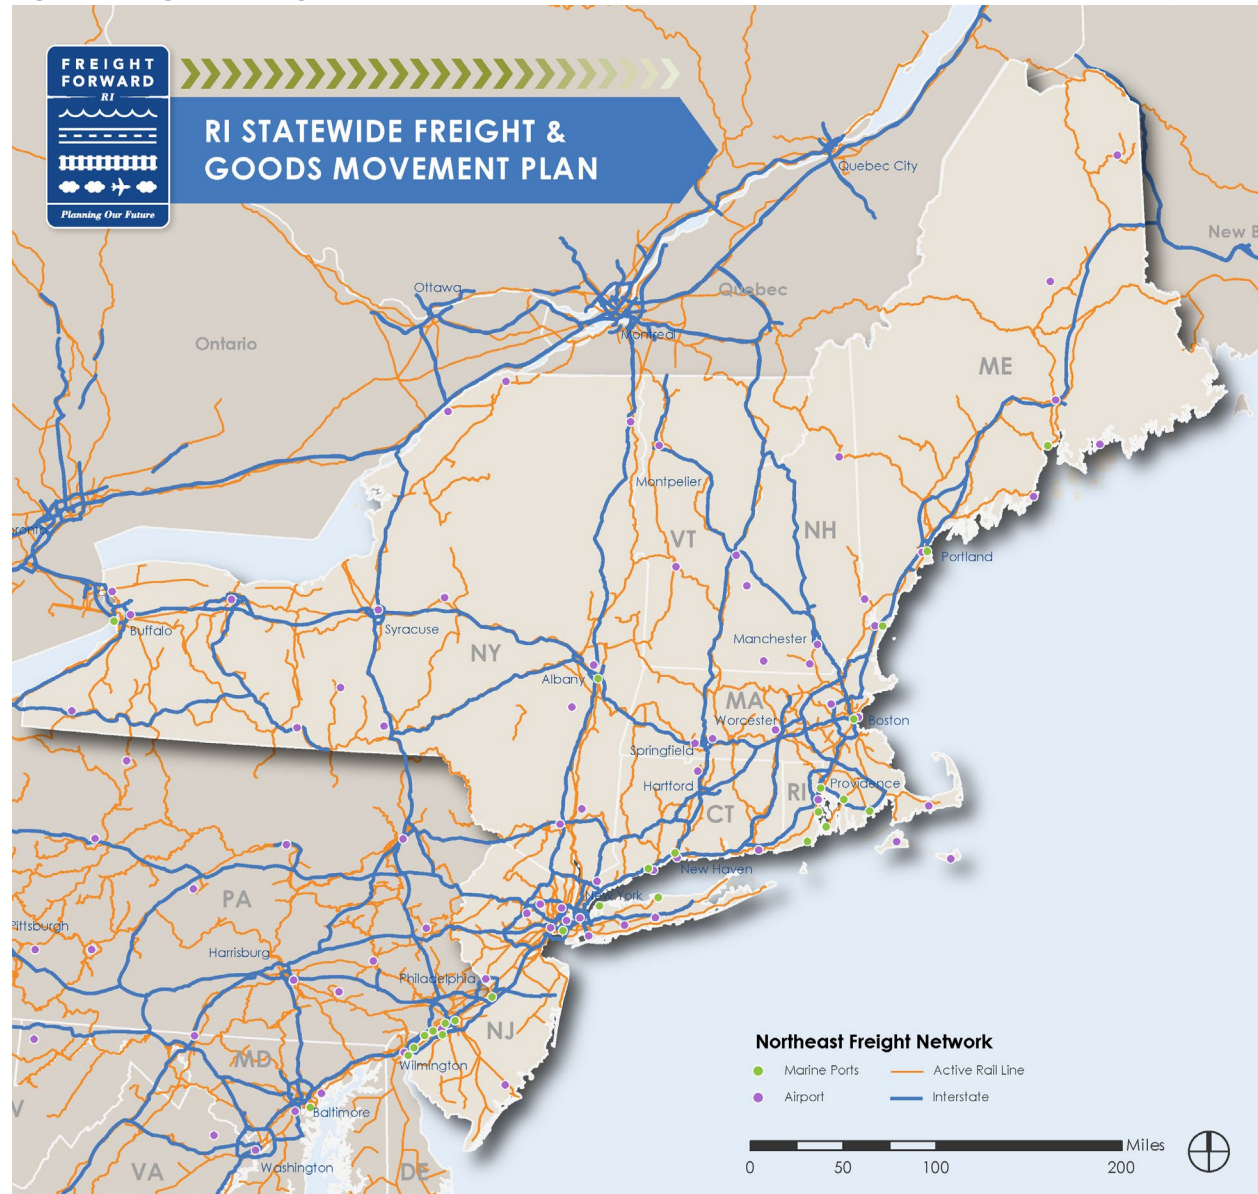 FREIGHT
FORWARD
RI
Planning Our Future
RI STATEWIDE FREIGHT &
GOODS MOVEMENT PLAN
Quebec City
New B
Ottawa
Quebec
Montreal
Ontario
ME
Montpelier
VT
NH
Portland
Buffalo
Syracuse
NY
Manchester
Albany
MA
Worcester
Boston
Springfield
Hartford
RI
Providence
CT
New Haven
New York
PA
Pittsburgh
Harrisburg
Philadelphia
NJ
MD
Wilmington
Baltimore
V
VA
Washington
DE
Northeast Freight Network
Marine Ports
Active Rail Line
Airport
Interstate
Miles
0 50 100 200